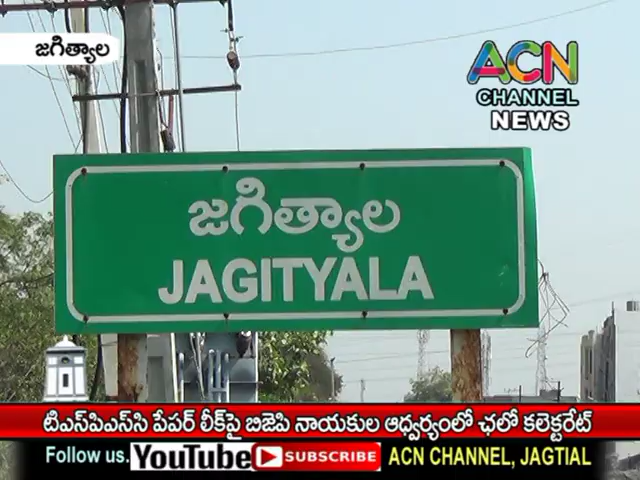 జగిత్యాల
ACN
CHANNEL
NEWS
జగిత్యాల
JAGITYALA
టిఎస్‌పిఎస్‌సి పేపర్ లీక్‌పై బిజెపి నాయకుల ఆధ్వర్యంలో ఛలో కలెక్టరేట్
Follow us. YouTube SUBSCRIBE ACN CHANNEL, JAGTIAL